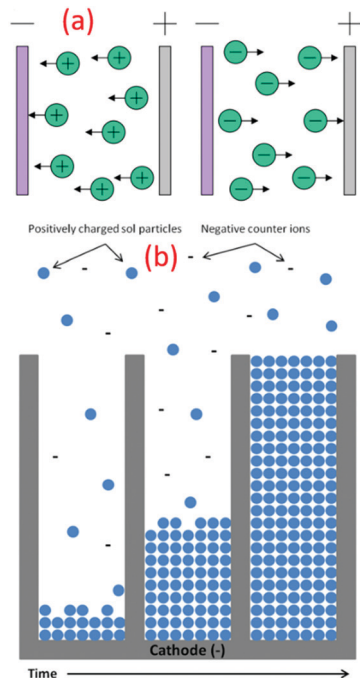 − (a) + − +
+ +
+ +
+
+ + +
− −
−
− −
− −
−
Positively charged sol particles Negative counter ions
(b)
Cathode (-)
Time